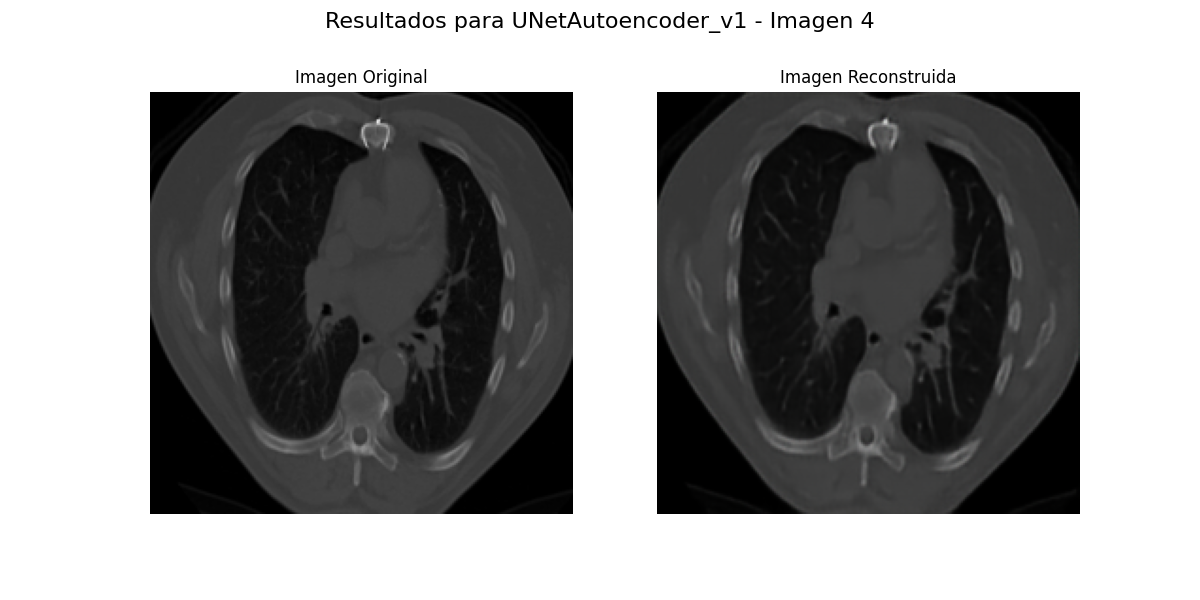 Resultados para UNetAutoencoder_v1 - Imagen 4
Imagen Original
Imagen Reconstruida